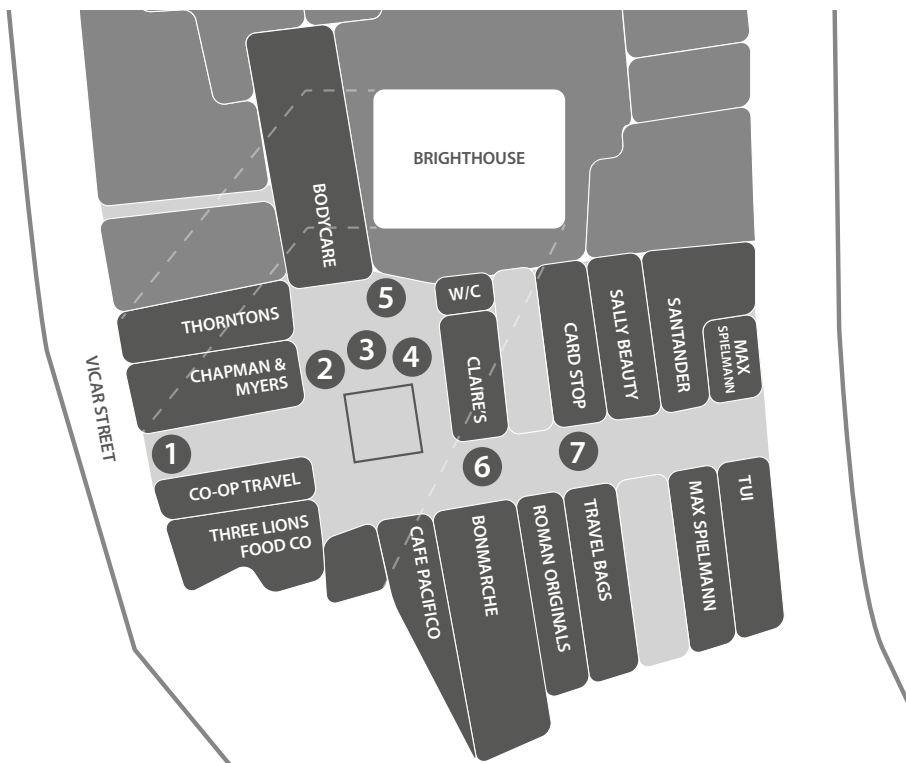 BRIGHTHOUSE
BODYCARE
W/C
5
THORNTONS
CHAPMAN &
MYERS
2
3
4
CLAIRE'S
CARD STOP
SALLY BEAUTY
SANTANDER
MAX
SPIELMANN
VICAR STREET
1
6
7
CO-OP TRAVEL
THREE LIONS
FOOD CO
CAFE PACIFICO
BONMARCHE
ROMAN ORIGINALS
TRAVEL BAGS
MAX SPIELMANN
TUI